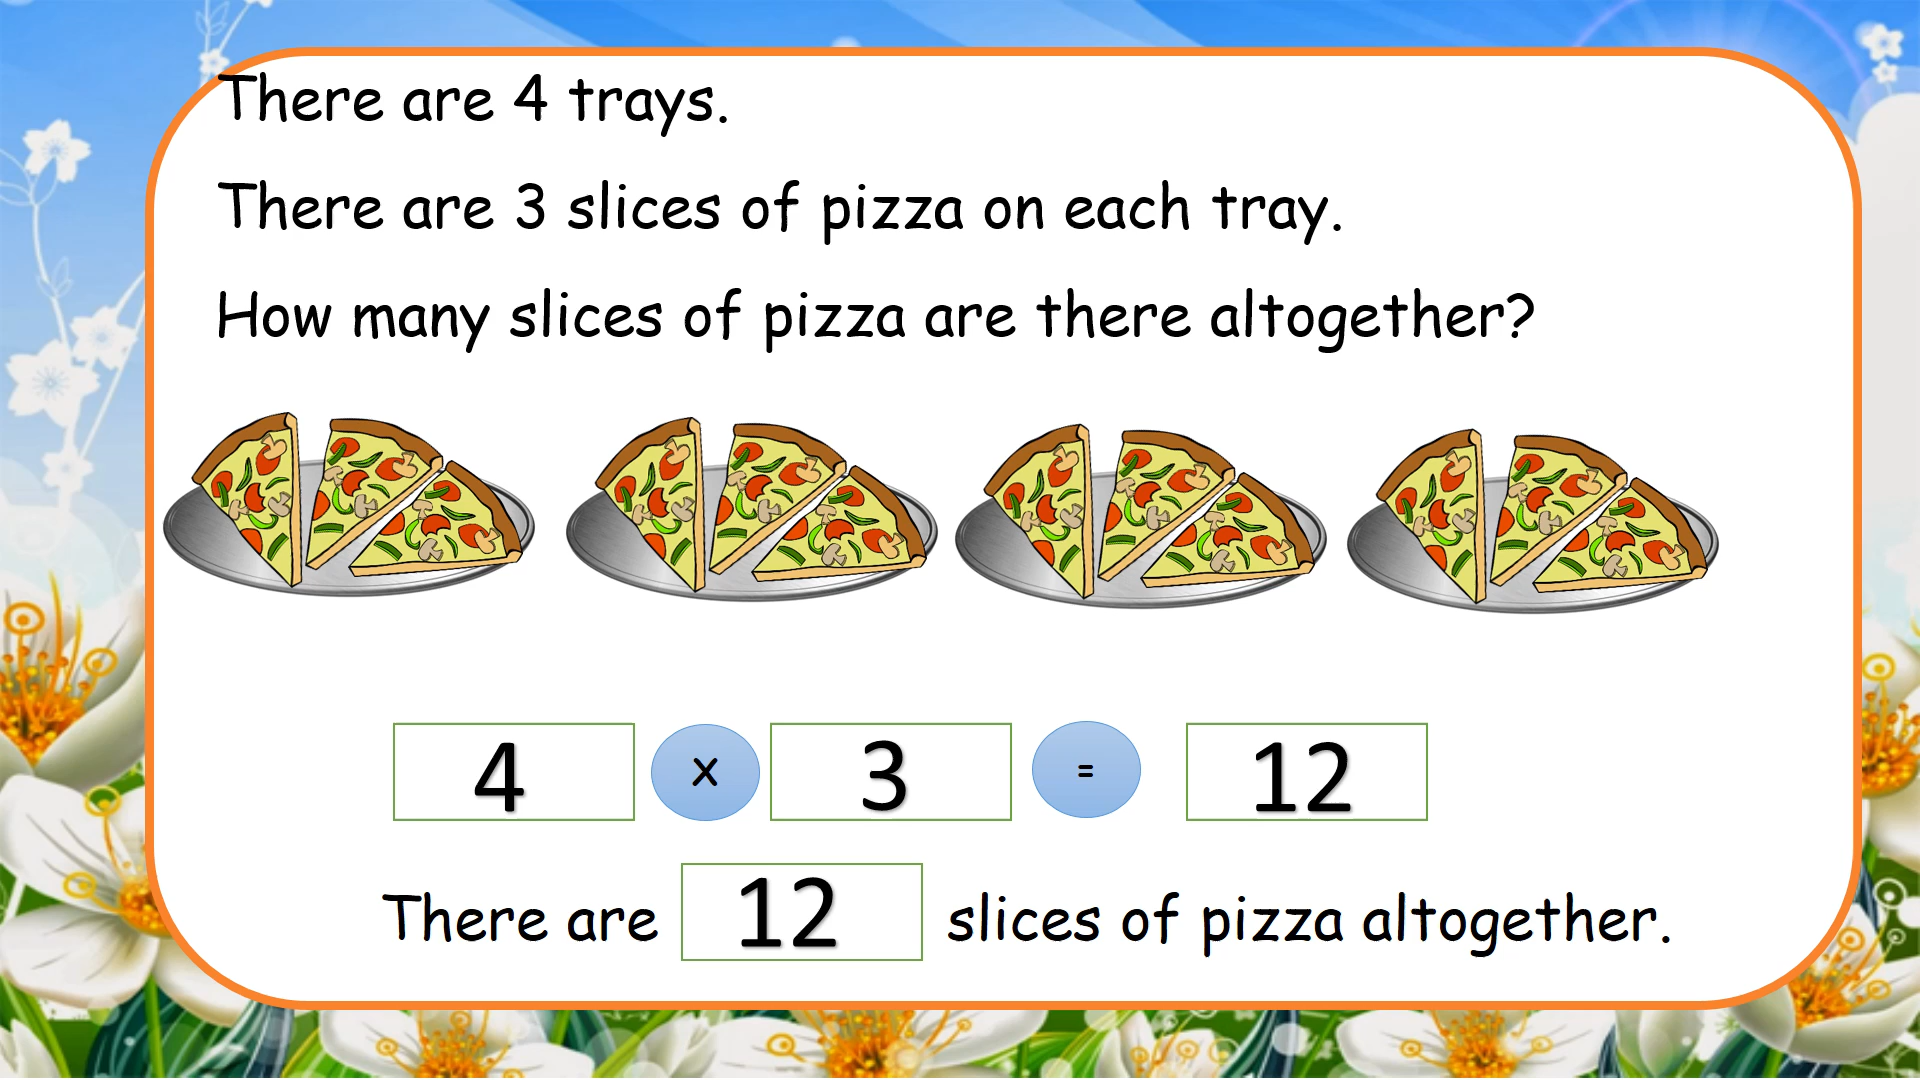 There are 4 trays.
There are 3 slices of pizza on each tray.
How many slices of pizza are there altogether?
4 x 3 = 12
There are 12 slices of pizza altogether.